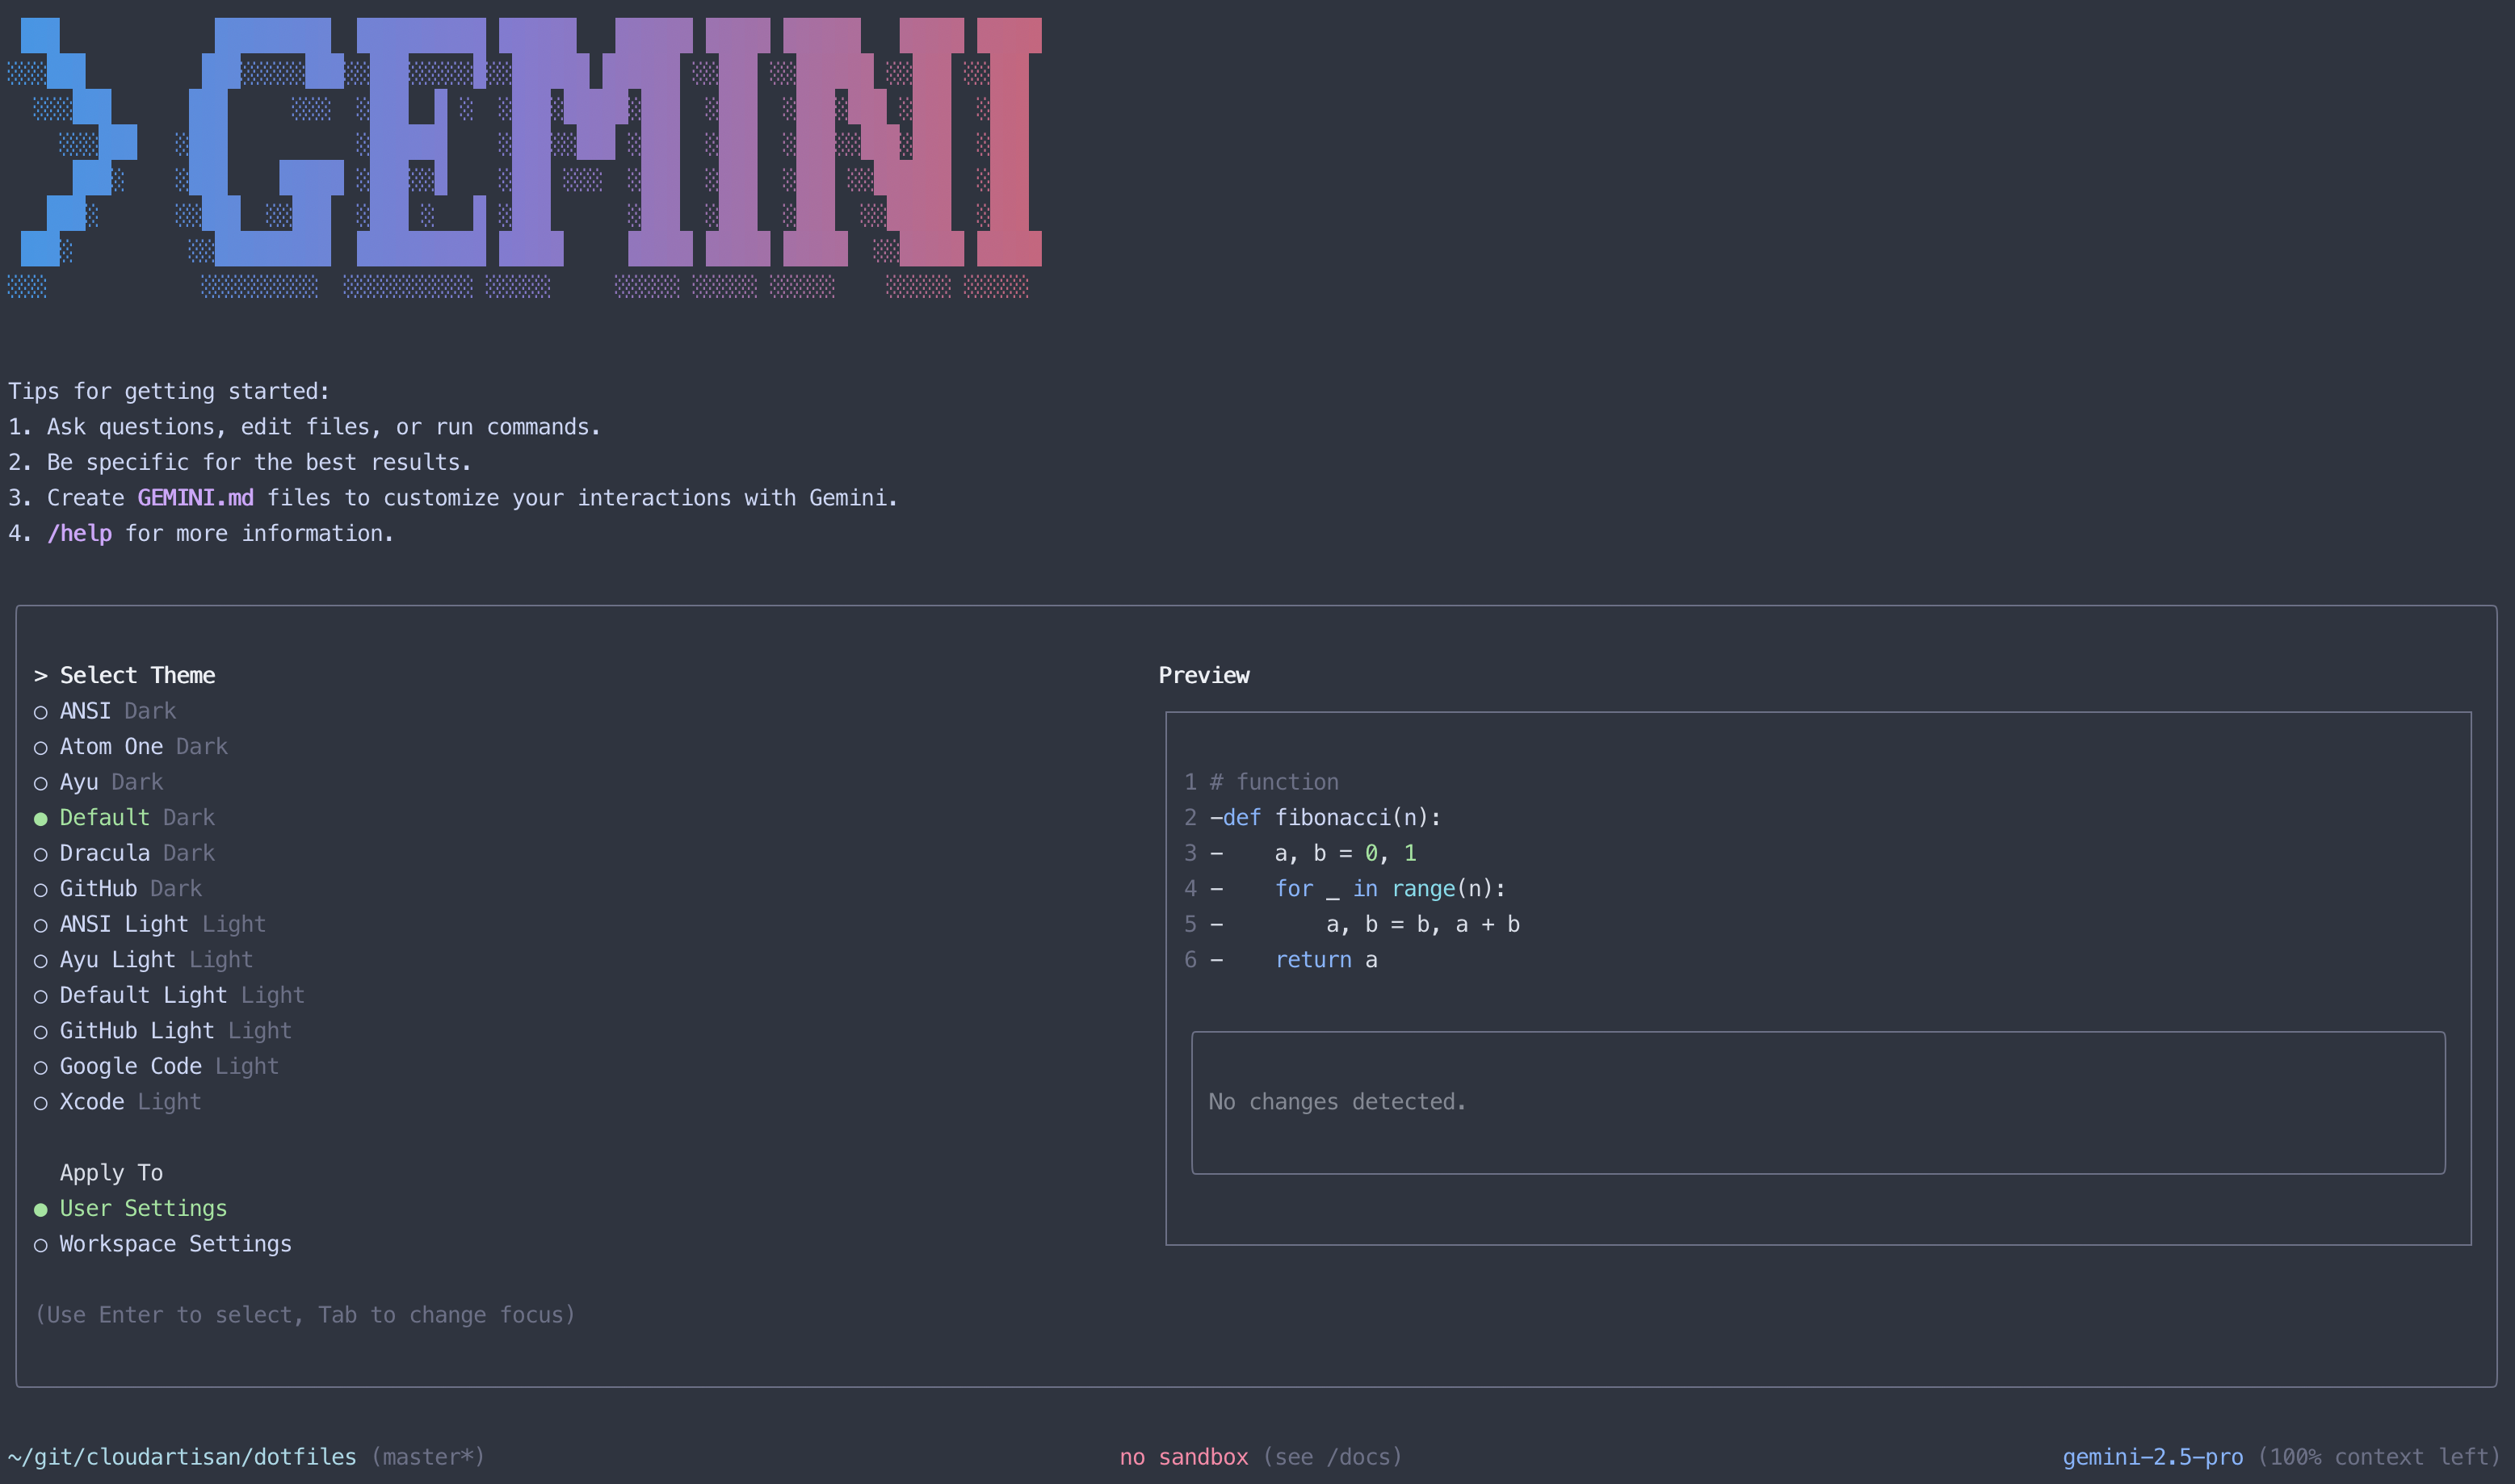 > GEMINI
Tips for getting started:
1. Ask questions, edit files, or run commands.
2. Be specific for the best results.
3. Create GEMINI.md files to customize your interactions with Gemini.
4. /help for more information.
> Select Theme
○ ANSI Dark
○ Atom One Dark
○ Ayu Dark
● Default Dark
○ Dracula Dark
○ GitHub Dark
○ ANSI Light Light
○ Ayu Light Light
○ Default Light Light
○ GitHub Light Light
○ Google Code Light
○ Xcode Light
Apply To
● User Settings
○ Workspace Settings
(Use Enter to select, Tab to change focus)
Preview
1 # function
2 -def fibonacci(n):
3 -    a, b = 0, 1
4 -    for _ in range(n):
5 -        a, b = b, a + b
6 -    return a
No changes detected.
~/git/cloudartisan/dotfiles (master*)
no sandbox (see /docs)
gemini-2.5-pro (100% context left)